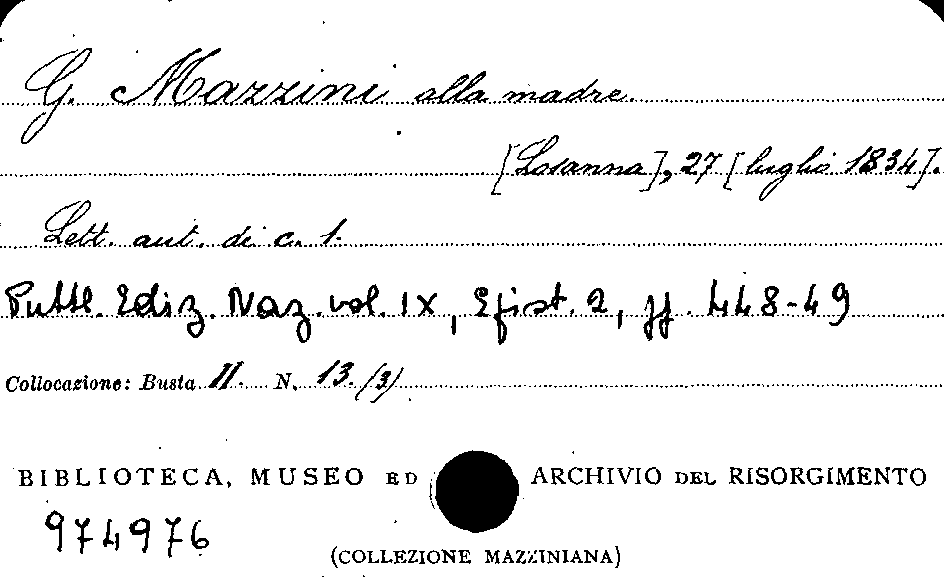 G. Mazzini alla madre.
[Losanna], 27 [luglio 1834].
Lett. aut. di c. 1.
Pubbl. Ediz. Naz. vol. IX, Epist. 2, pp. 448-49
Collocazione: Busta II. N. 13. (3)
BIBLIOTECA, MUSEO ED ARCHIVIO DEL RISORGIMENTO
974976
(COLLEZIONE MAZZINIANA)